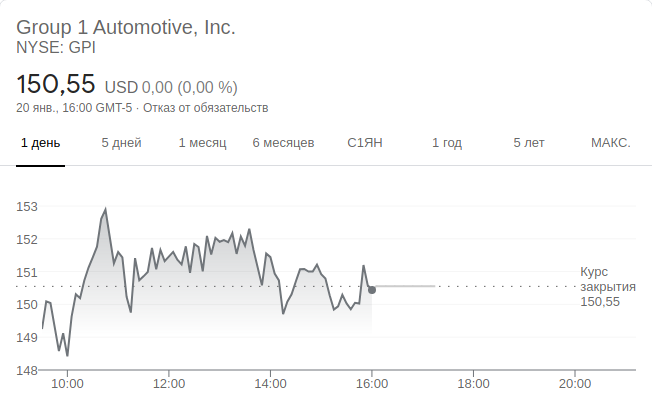 Group 1 Automotive, Inc.
NYSE: GPI
150,55 USD 0,00 (0,00 %)
20 янв., 16:00 GMT-5 · Отказ от обязательств
1 день 5 дней 1 месяц 6 месяцев С1ЯН 1 год 5 лет МАКС.
153
152
151
150
149
148
Курс
закрытия
150,55
10:00 12:00 14:00 16:00 18:00 20:00